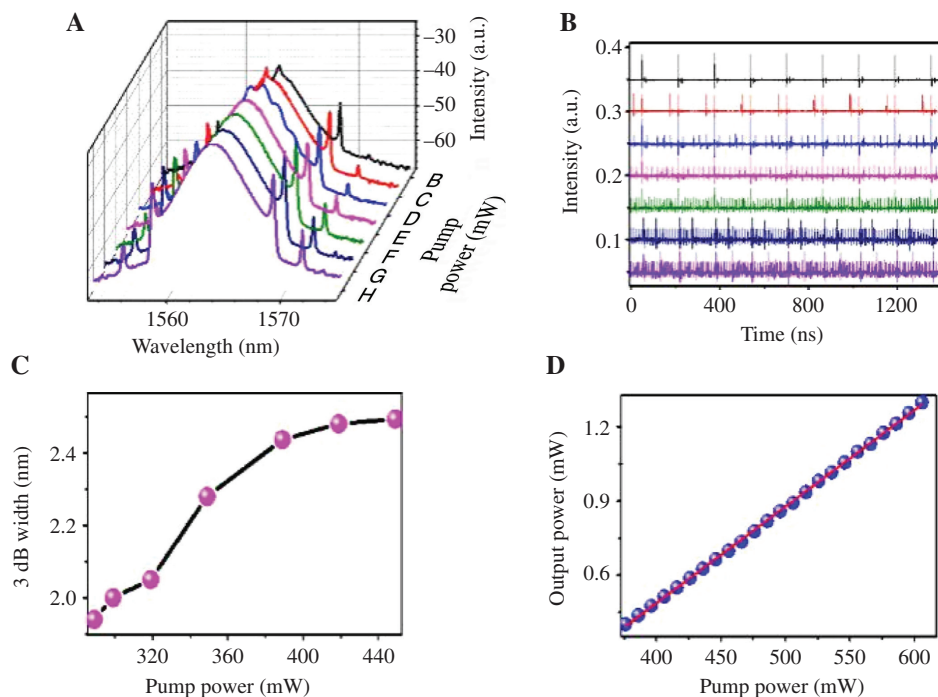 A
−30
−40
−50
−60
Intensity (a.u.)
B
C
D
E
F
G
H
Pump
power (mW)
1560 1570
Wavelength (nm)
B
0.4
0.3
0.2
0.1
Intensity (a.u.)
0 400 800 1200
Time (ns)
C
2.4
2.2
2.0
3 dB width (nm)
320 360 400 440
Pump power (mW)
D
1.2
0.9
0.6
Output power (mW)
400 450 500 550 600
Pump power (mW)